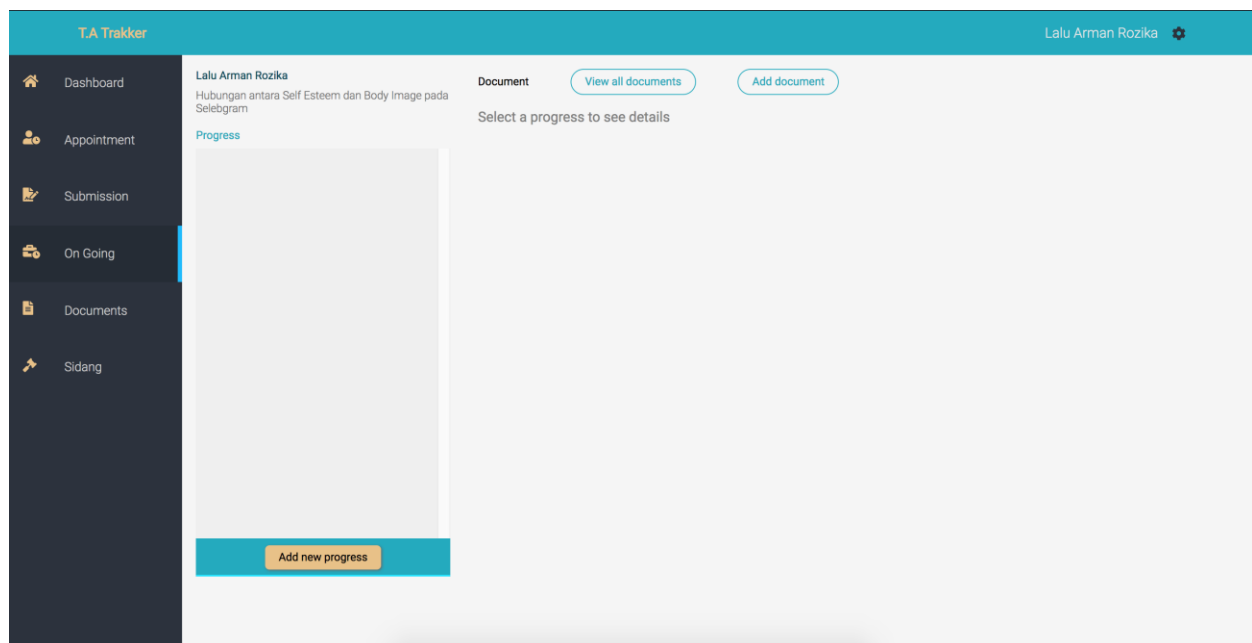 T.A Trakker
Lalu Arman Rozika
Dashboard
Appointment
Submission
On Going
Documents
Sidang
Lalu Arman Rozika
Hubungan antara Self Esteem dan Body Image pada
Selebgram
Progress
Add new progress
Document
View all documents
Add document
Select a progress to see details